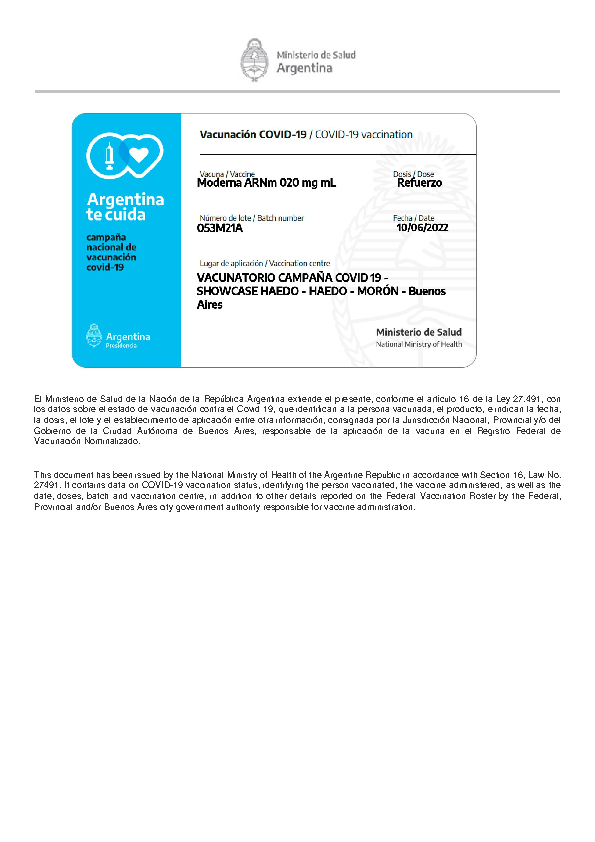 Ministerio de Salud
Argentina
Argentina
te cuida
campaña
nacional de
vacunación
covid-19
Argentina
Presidencia
Vacunación COVID-19 / COVID-19 vaccination
Vacuna / Vaccine
Moderna ARNm 020 mg mL
Dosis / Dose
Refuerzo
Número de lote / Batch number
053M21A
Fecha / Date
10/06/2022
Lugar de aplicación / Vaccination centre
VACUNATORIO CAMPAÑA COVID 19 -
SHOWCASE HAEDO - HAEDO - MORÓN - Buenos
Aires
Ministerio de Salud
National Ministry of Health
El Ministerio de Salud de la Nación de la República Argentina extiende el presente, conforme el artículo 16 de la Ley 27.491, con
los datos sobre el estado de vacunación contra el Covid 19, que identifican a la persona vacunada, el producto, e indican la fecha,
la dosis, el lote y el establecimiento de aplicación entre otra información, consignada por la Jurisdicción Nacional, Provincial y/o del
Gobierno de la Ciudad Autónoma de Buenos Aires, responsable de la aplicación de la vacuna en el Registro Federal de
Vacunación Nominalizado.
This document has been issued by the National Ministry of Health of the Argentine Republic in accordance with Section 16, Law No.
27491. It contains data on COVID-19 vaccination status, identifying the person vaccinated, the vaccine administered, as well as the
date, doses, batch and vaccination centre, in addition to other details reported on the Federal Vaccination Roster by the Federal,
Provincial and/or Buenos Aires city government authority responsible for vaccine administration.